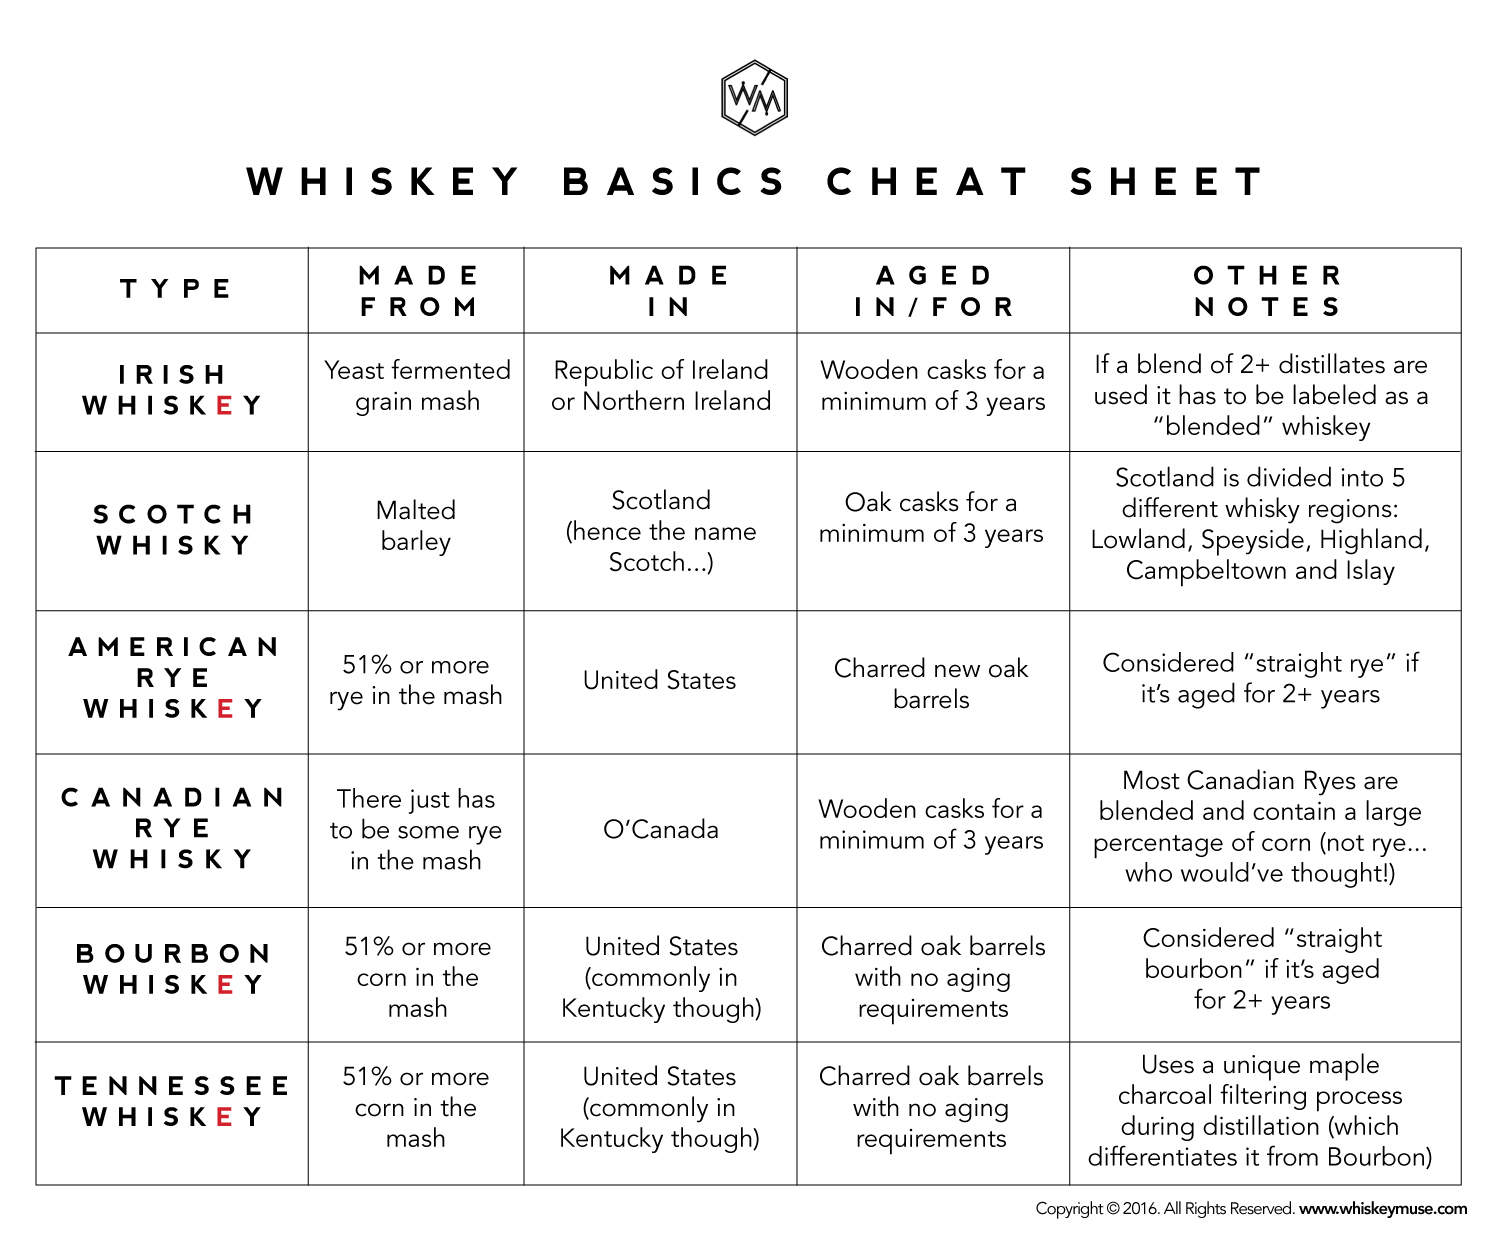 WM
WHISKEY BASICS CHEAT SHEET
TYPE
MADE
FROM
MADE
IN
AGED
IN/FOR
OTHER
NOTES
IRISH
WHISKEY
Yeast fermented
grain mash
Republic of Ireland
or Northern Ireland
Wooden casks for a
minimum of 3 years
If a blend of 2+ distillates are
used it has to be labeled as a
“blended” whiskey
SCOTCH
WHISKY
Malted
barley
Scotland
(hence the name
Scotch...)
Oak casks for a
minimum of 3 years
Scotland is divided into 5
different whisky regions:
Lowland, Speyside, Highland,
Campbeltown and Islay
AMERICAN
RYE
WHISKEY
51% or more
rye in the mash
United States
Charred new oak
barrels
Considered “straight rye” if
it’s aged for 2+ years
CANADIAN
RYE
WHISKY
There just has
to be some rye
in the mash
O’Canada
Wooden casks for a
minimum of 3 years
Most Canadian Ryes are
blended and contain a large
percentage of corn (not rye...
who would’ve thought!)
BOURBON
WHISKEY
51% or more
corn in the
mash
United States
(commonly in
Kentucky though)
Charred oak barrels
with no aging
requirements
Considered “straight
bourbon” if it’s aged
for 2+ years
TENNESSEE
WHISKEY
51% or more
corn in the
mash
United States
(commonly in
Kentucky though)
Charred oak barrels
with no aging
requirements
Uses a unique maple
charcoal filtering process
during distillation (which
differentiates it from Bourbon)
Copyright © 2016. All Rights Reserved. www.whiskeymuse.com